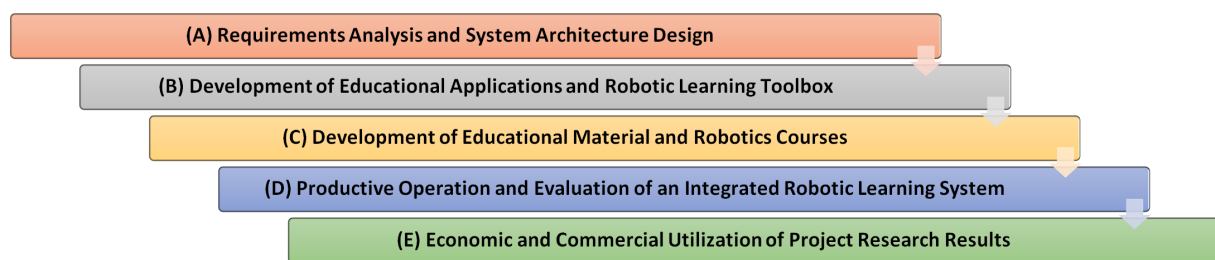 (A) Requirements Analysis and System Architecture Design
(B) Development of Educational Applications and Robotic Learning Toolbox
(C) Development of Educational Material and Robotics Courses
(D) Productive Operation and Evaluation of an Integrated Robotic Learning System
(E) Economic and Commercial Utilization of Project Research Results